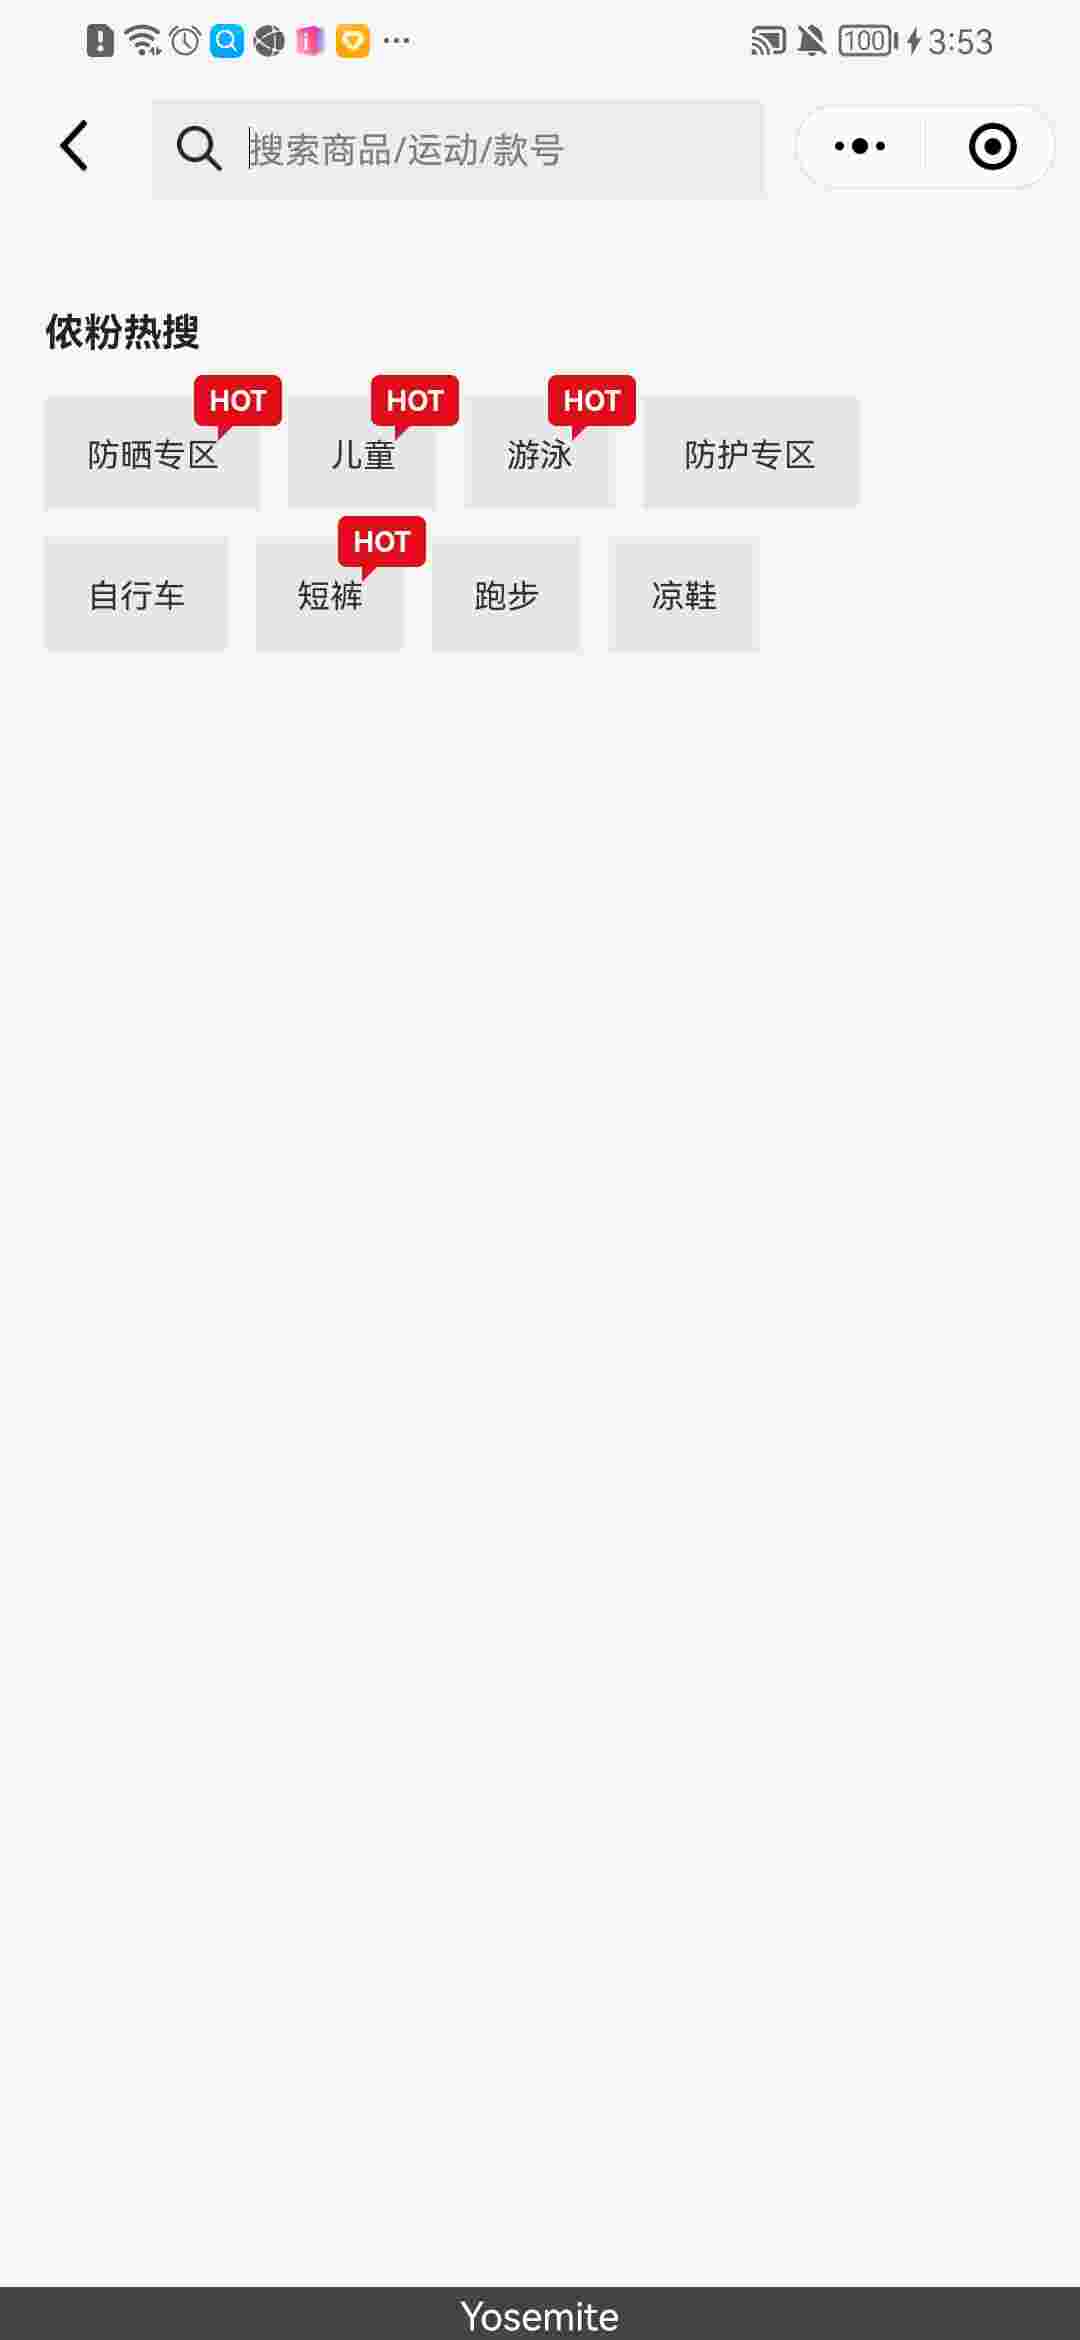 100 3:53
搜索商品/运动/款号
侬粉热搜
HOT HOT HOT
防晒专区 儿童 游泳 防护专区
HOT
自行车 短裤 跑步 凉鞋
Yosemite